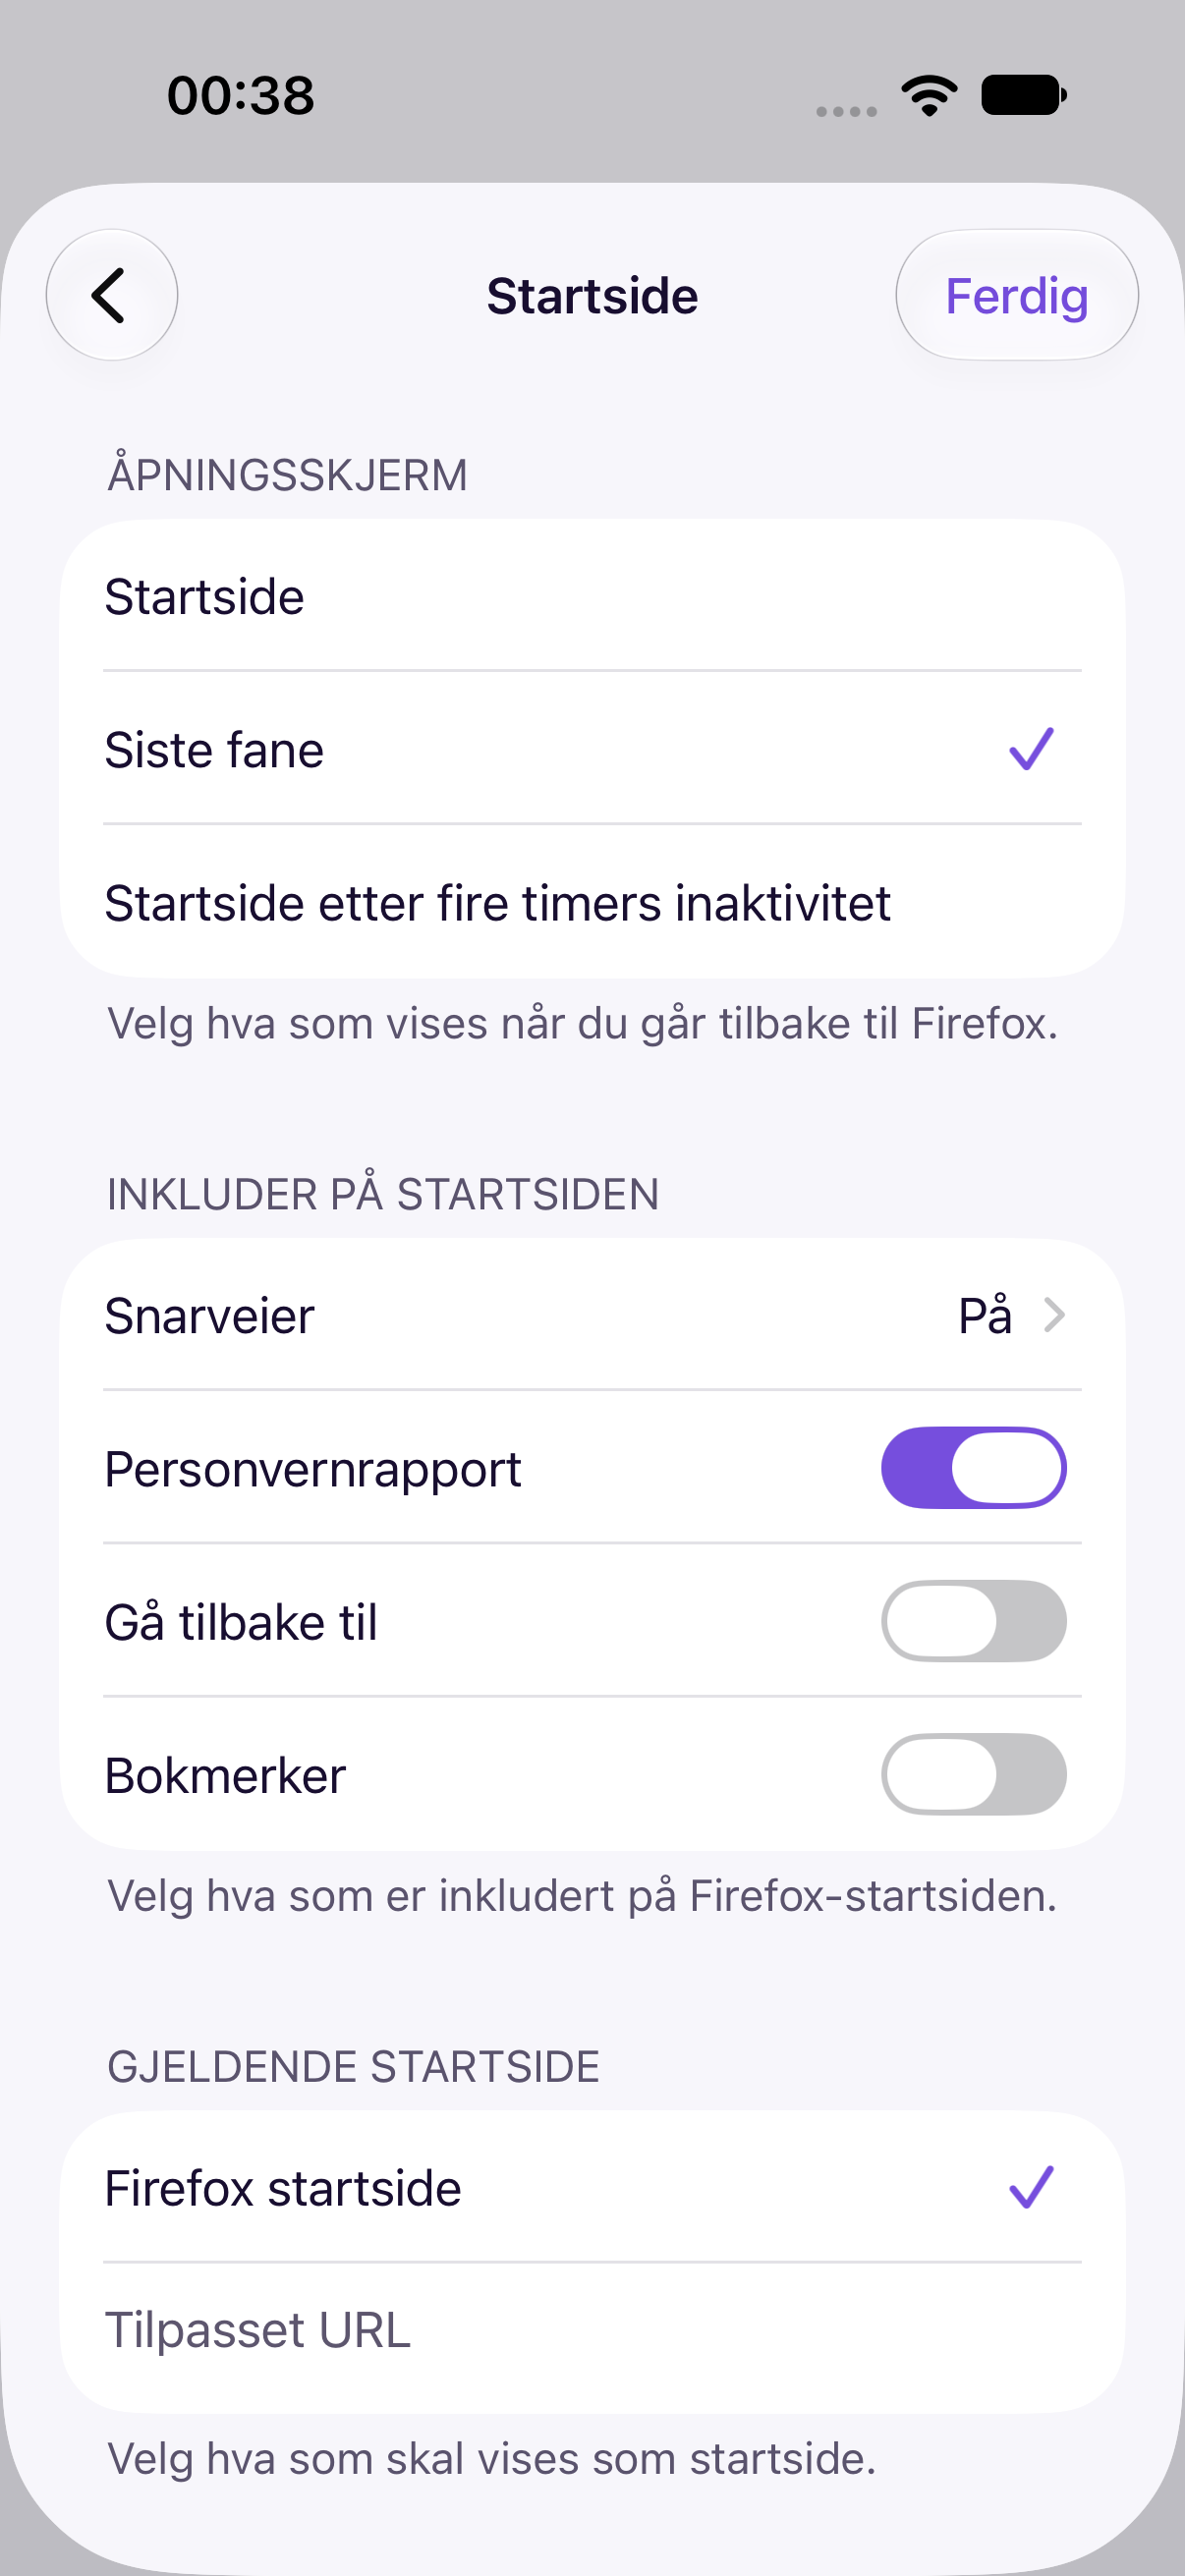 00:38
Startside
Ferdig
ÅPNINGSSKJERM
Startside
Siste fane
Startside etter fire timers inaktivitet
Velg hva som vises når du går tilbake til Firefox.
INKLUDER PÅ STARTSIDEN
Snarveier På
Personvernrapport
Gå tilbake til
Bokmerker
Velg hva som er inkludert på Firefox-startsiden.
GJELDENDE STARTSIDE
Firefox startside
Tilpasset URL
Velg hva som skal vises som startside.